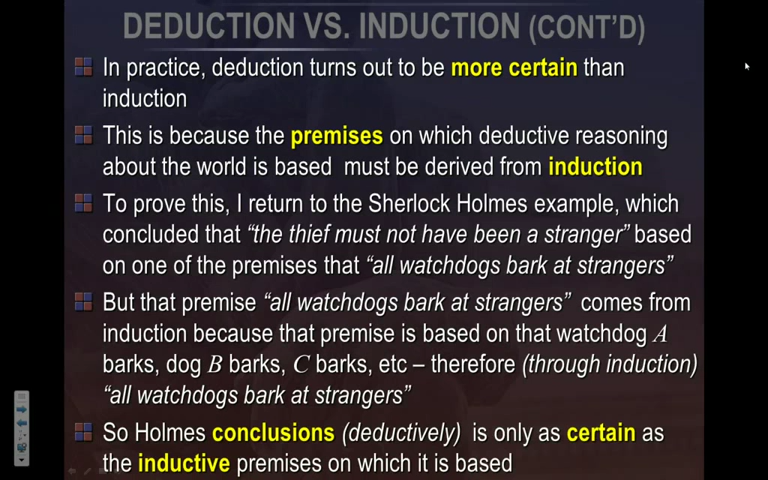 DEDUCTION VS. INDUCTION (CONT'D)
In practice, deduction turns out to be more certain than
induction
This is because the premises on which deductive reasoning
about the world is based must be derived from induction
To prove this, I return to the Sherlock Holmes example, which
concluded that “the thief must not have been a stranger” based
on one of the premises that “all watchdogs bark at strangers”
But that premise “all watchdogs bark at strangers” comes from
induction because that premise is based on that watchdog A
barks, dog B barks, C barks, etc – therefore (through induction)
“all watchdogs bark at strangers”
So Holmes conclusions (deductively) is only as certain as
the inductive premises on which it is based